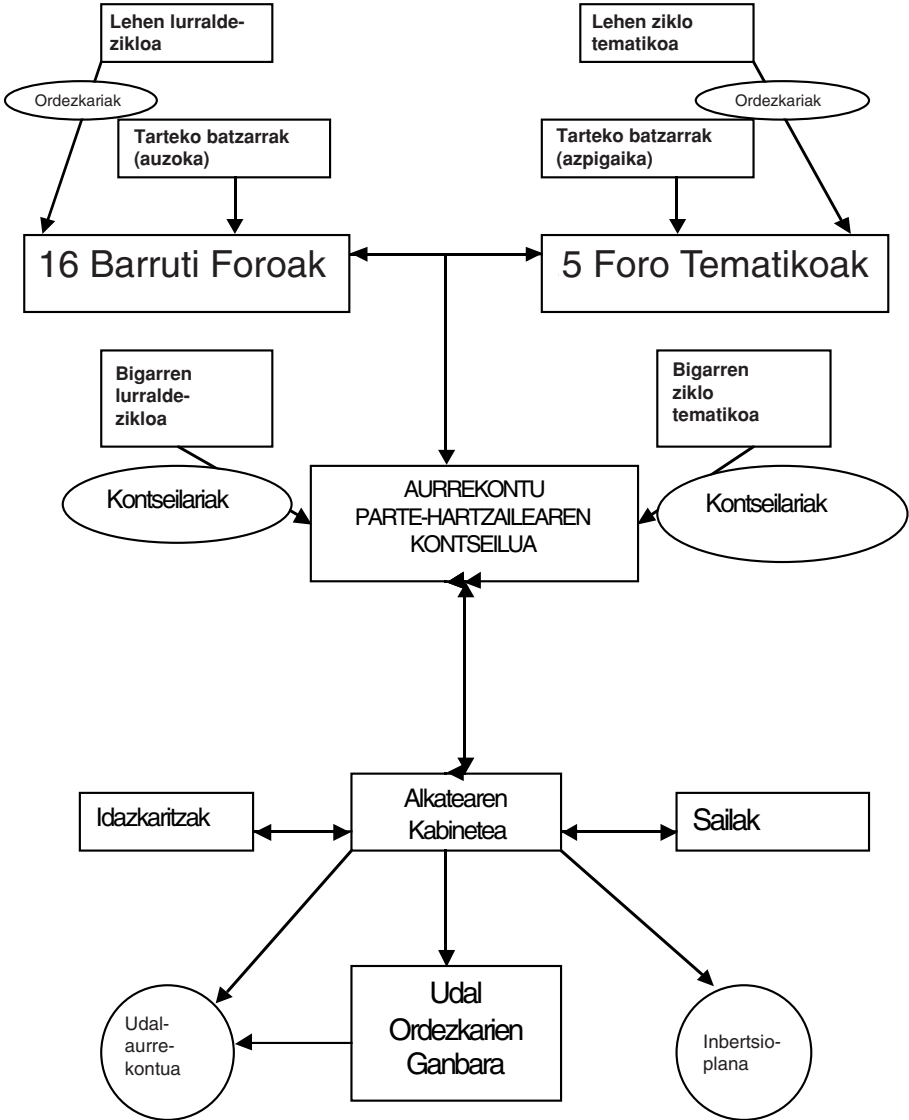 Lehen lurralde-
zikloa
Lehen ziklo
tematikoa
Ordezkariak
Ordezkariak
Tarteko batzarrak
(auzoka)
Tarteko batzarrak
(azpigaika)
16 Barruti Foroak
5 Foro Tematikoak
Bigarren
lurralde-
zikloa
Bigarren
ziklo
tematikoa
Kontseilariak
AURREKONTU
PARTE-HARTZAILEAREN
KONTSEILUA
Kontseilariak
Idazkaritzak
Alkatearen
Kabinetea
Sailak
Udal-
aurre-
kontua
Udal
Ordezkarien
Ganbara
Inbertsio-
plana